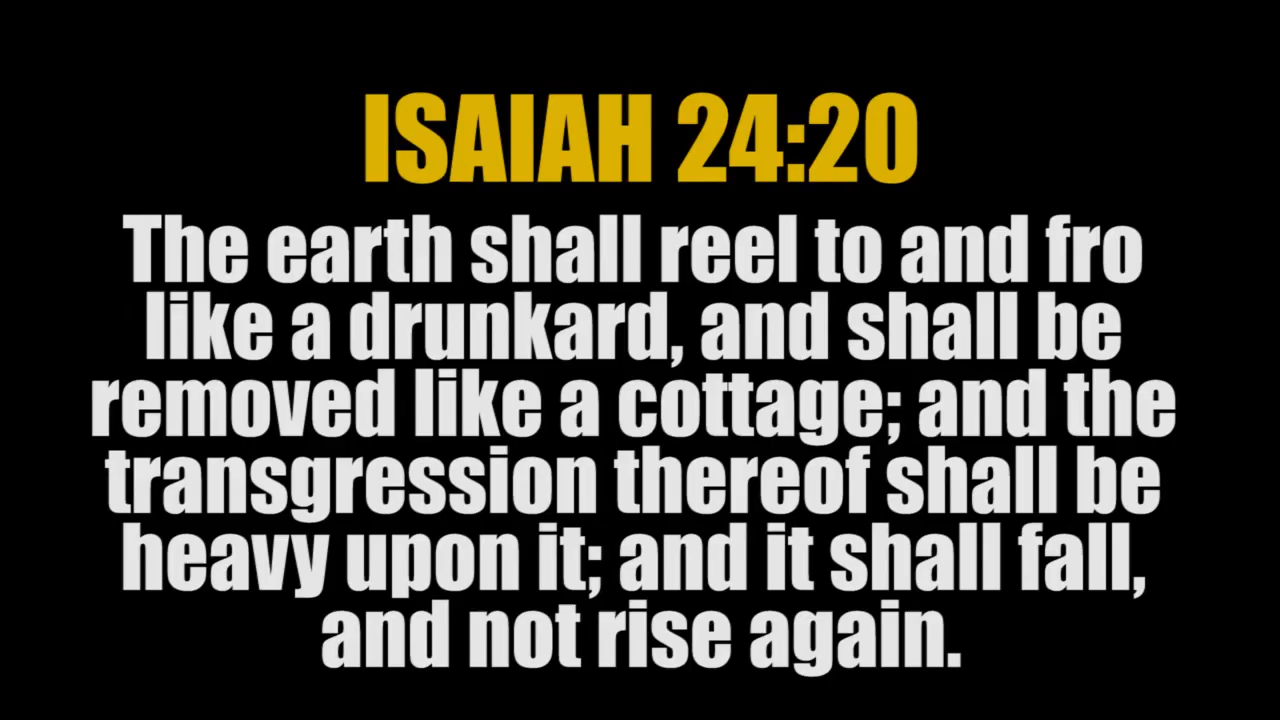 ISAIAH 24:20
The earth shall reel to and fro
like a drunkard, and shall be
removed like a cottage; and the
transgression thereof shall be
heavy upon it; and it shall fall,
and not rise again.